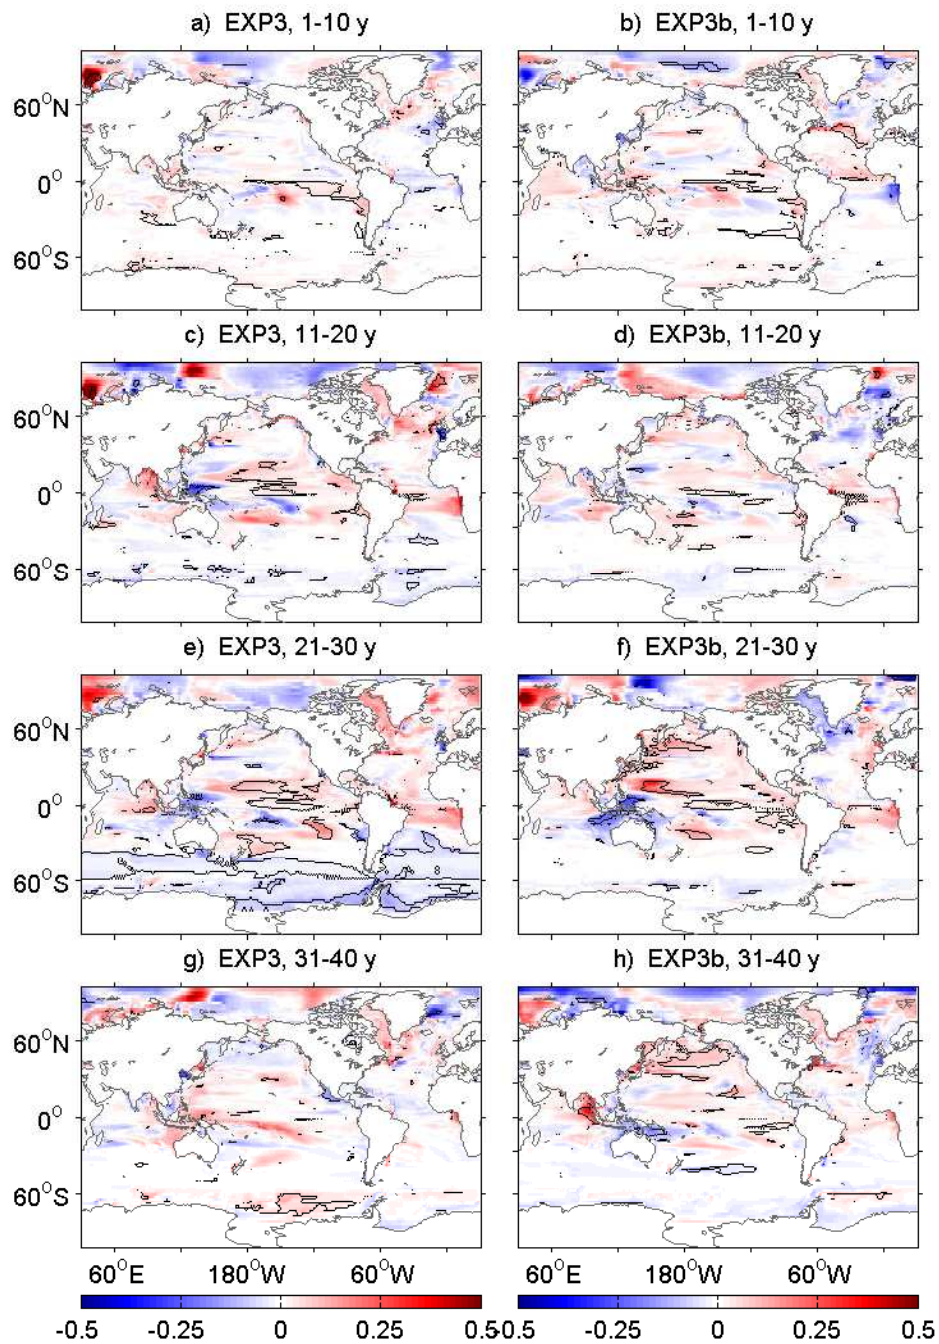 a) EXP3, 1-10 y
b) EXP3b, 1-10 y
60°N
0°
60°S
c) EXP3, 11-20 y
d) EXP3b, 11-20 y
60°N
0°
60°S
e) EXP3, 21-30 y
f) EXP3b, 21-30 y
60°N
0°
60°S
g) EXP3, 31-40 y
h) EXP3b, 31-40 y
60°N
0°
60°S
60°E 180°W 60°W 60°E 180°W 60°W
-0.5 -0.25 0 0.25 0.5 -0.5 -0.25 0 0.25 0.5